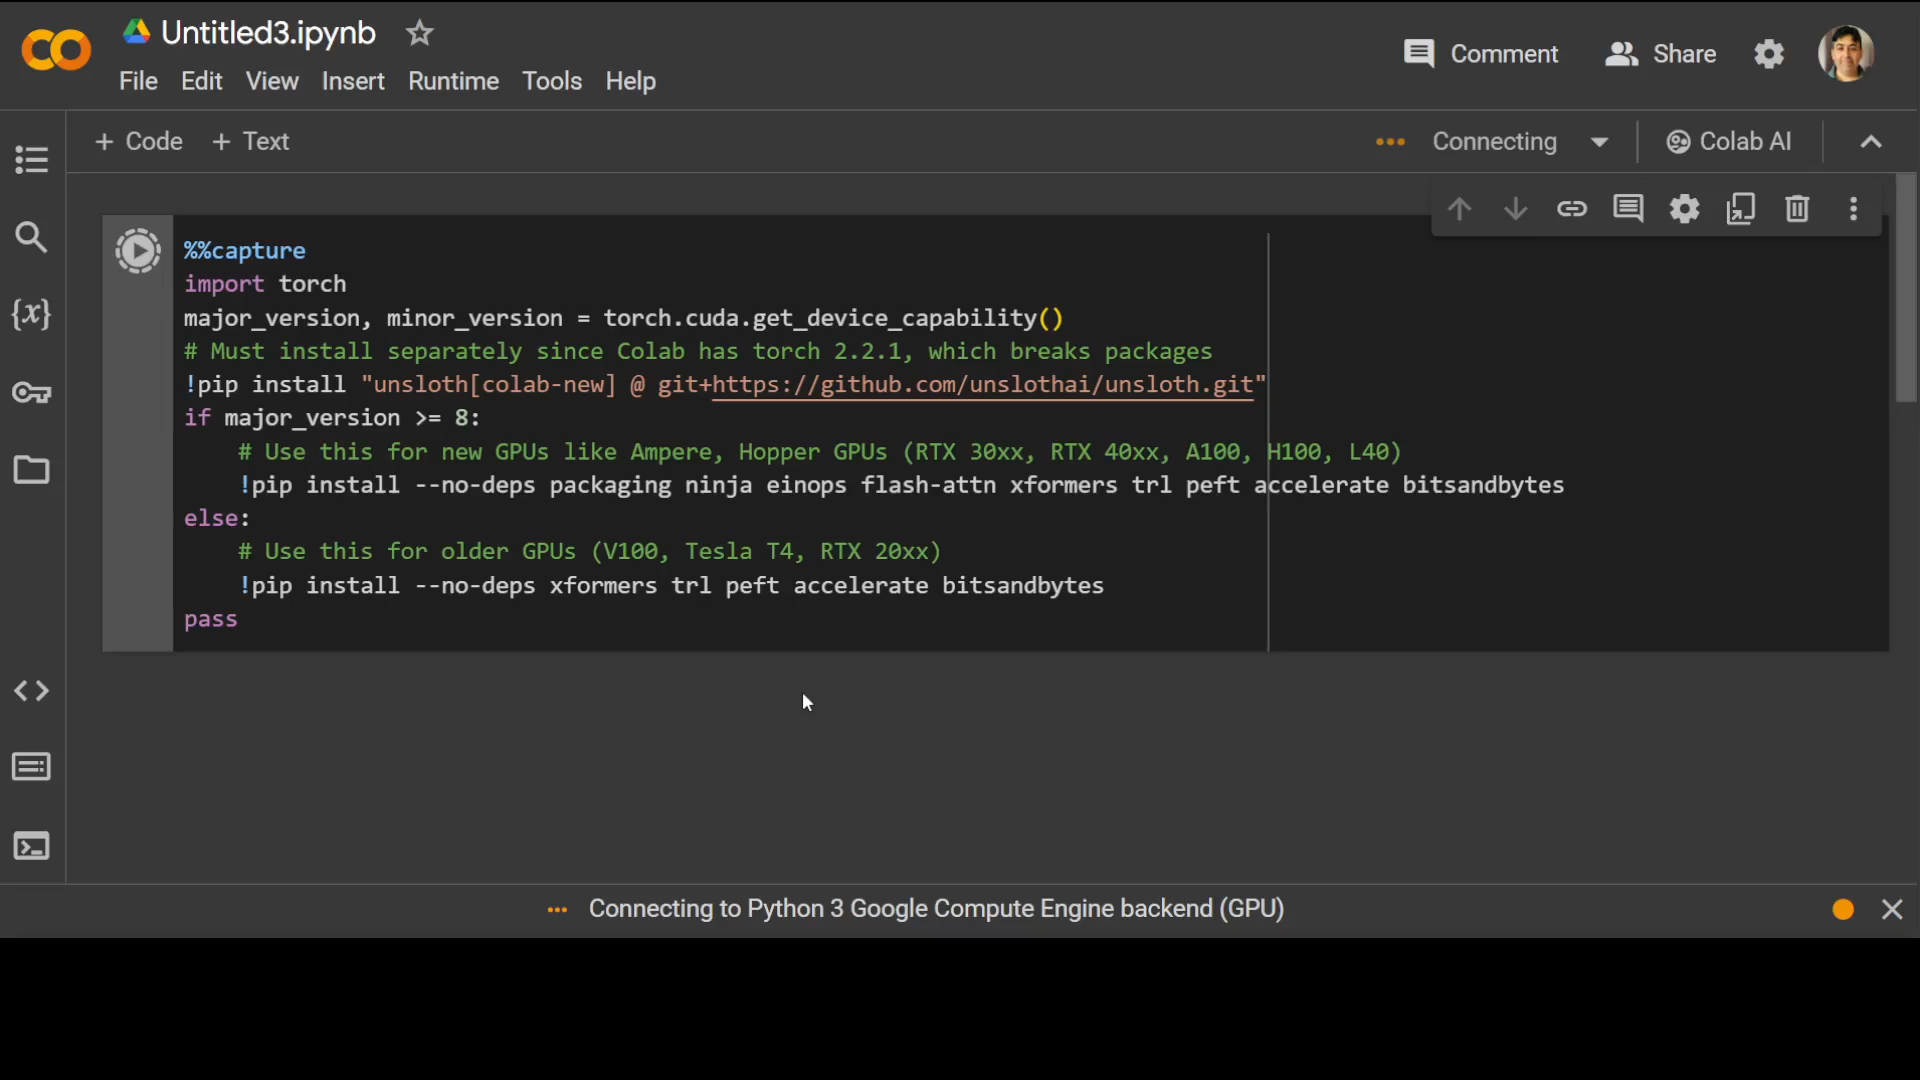 Untitled3.ipynb
Comment
Share
File Edit View Insert Runtime Tools Help
+ Code + Text
Connecting
Colab AI
{x}
%%capture
import torch
major_version, minor_version = torch.cuda.get_device_capability()
# Must install separately since Colab has torch 2.2.1, which breaks packages
!pip install "unsloth[colab-new] @ git+https://github.com/unslothai/unsloth.git"
if major_version >= 8:
    # Use this for new GPUs like Ampere, Hopper GPUs (RTX 30xx, RTX 40xx, A100, H100, L40)
    !pip install --no-deps packaging ninja einops flash-attn xformers trl peft accelerate bitsandbytes
else:
    # Use this for older GPUs (V100, Tesla T4, RTX 20xx)
    !pip install --no-deps xformers trl peft accelerate bitsandbytes
pass
Connecting to Python 3 Google Compute Engine backend (GPU)